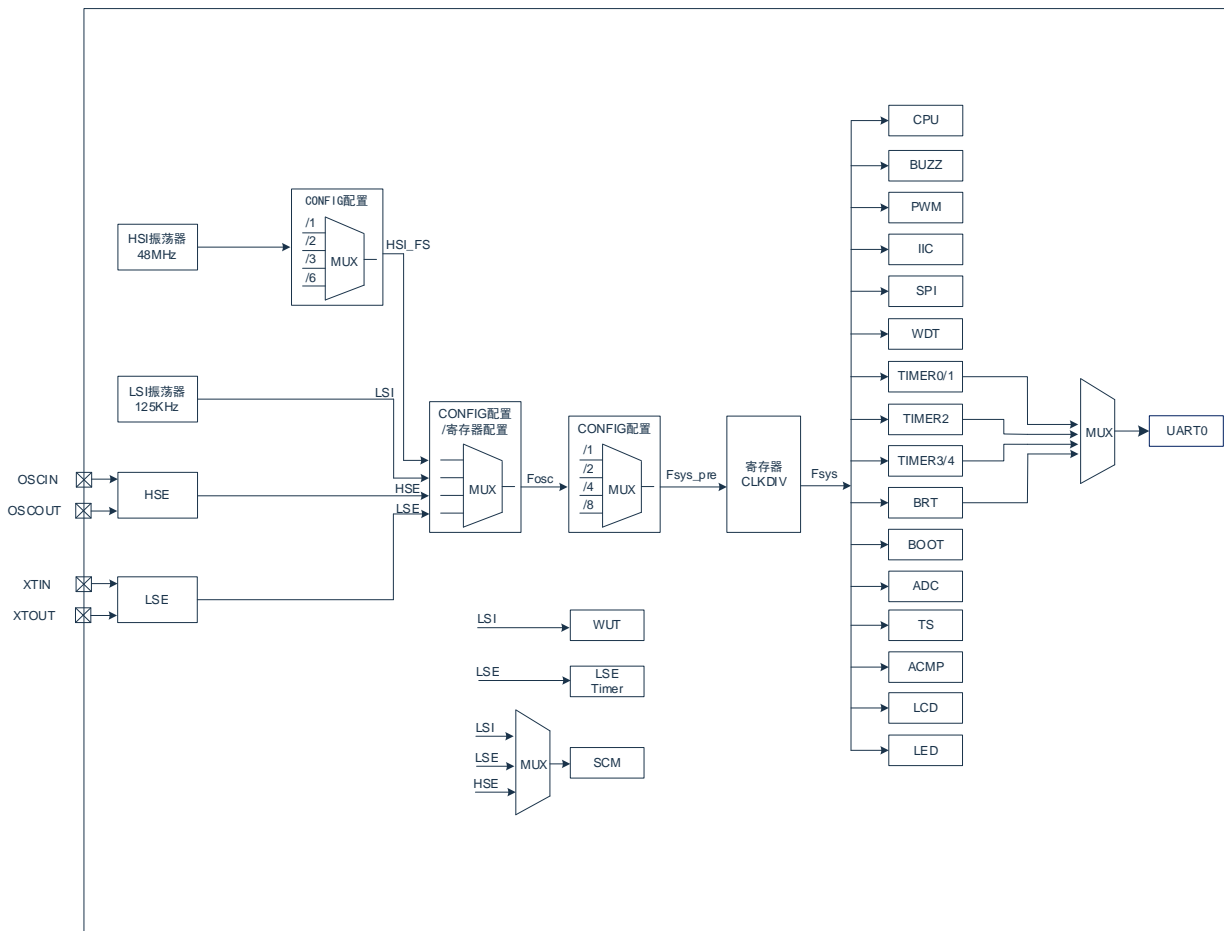 HSI振荡器
48MHz
CONFIG配置
/1
/2
/3
/6
MUX
HSI_FS
LSI振荡器
125KHz
LSI
OSCIN
OSCOUT
HSE
HSE
XTIN
XTOUT
LSE
LSE
CONFIG配置
/寄存器配置
MUX
Fosc
CONFIG配置
/1
/2
/4
/8
MUX
Fsys_pre
寄存器
CLKDIV
Fsys
CPU
BUZZ
PWM
IIC
SPI
WDT
TIMER0/1
TIMER2
TIMER3/4
BRT
BOOT
ADC
TS
ACMP
LCD
LED
MUX
UART0
LSI
WUT
LSE
LSE
Timer
LSI
LSE
HSE
MUX
SCM